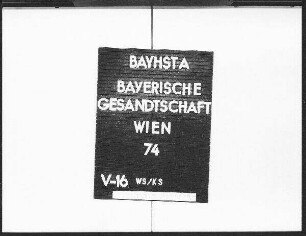 BAYHSTA
BAYERISCHE
GESANDTSCHAFT
WIEN
74
V-16 WS/KS